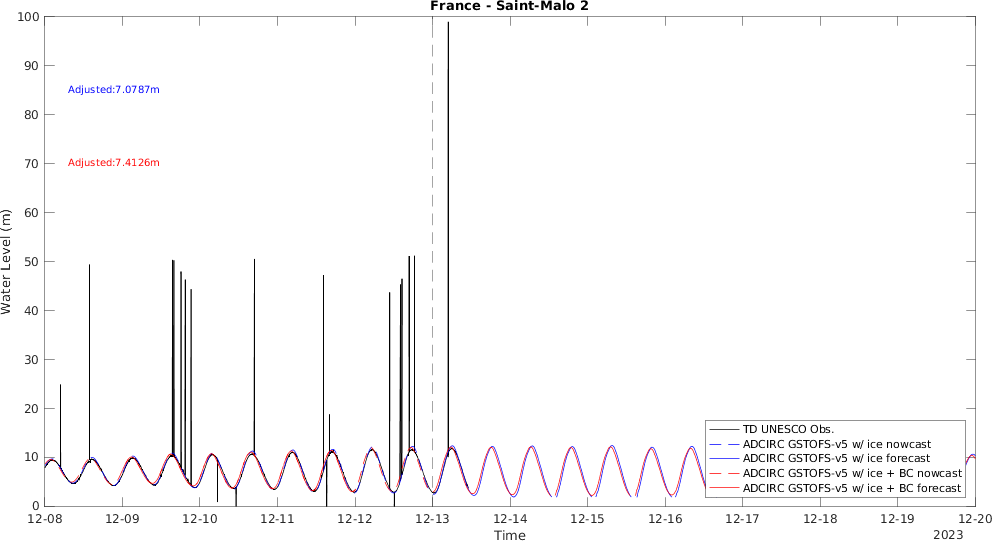 France - Saint-Malo 2
100
90
80
70
60
50
40
30
20
10
0
Water Level (m)
Adjusted:7.0787m
Adjusted:7.4126m
TD UNESCO Obs.
ADCIRC GSTOFS-v5 w/ ice nowcast
ADCIRC GSTOFS-v5 w/ ice forecast
ADCIRC GSTOFS-v5 w/ ice + BC nowcast
ADCIRC GSTOFS-v5 w/ ice + BC forecast
12-08 12-09 12-10 12-11 12-12 12-13 12-14 12-15 12-16 12-17 12-18 12-19 12-20
Time
2023